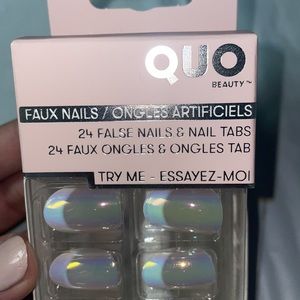 QUO
BEAUTY™
FAUX NAILS / ONGLES ARTIFICIELS
24 FALSE NAILS & NAIL TABS
24 FAUX ONGLES & ONGLES TAB
TRY ME - ESSAYEZ-MOI